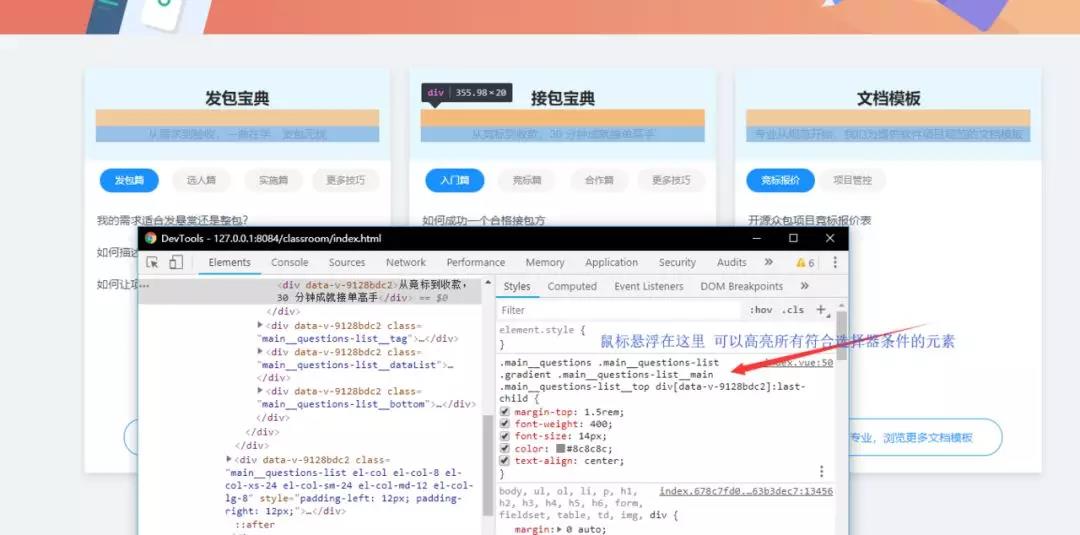 发包宝典
接包宝典
文档模板
div 355.98 × 20
从需求到验收，一曲在手
从竞标到收款，30 分钟成就接单高手
专业从规范开始，我们为提供软件项目规范的文档模板
发包篇
选人篇
实施篇
更多技巧
入门篇
竞标篇
合作篇
更多技巧
竞标报价
项目管控
我的需求适合发悬赏还是整包?
如何成功一个合格接包方
开源众包项目竞标报价表
如何描述
如何让项
DevTools - 127.0.0.1:8084/classroom/index.html
Elements Console Sources Network Performance Memory Application Security Audits » 6
<div data-v-9128bdc2>从竞标到收款，
30 分钟成就接单高手</div> == $0
</div>
<div data-v-9128bdc2 class=
"main__questions-list__tag">…</div>
<div data-v-9128bdc2 class=
"main__questions-list__dataList">…
</div>
<div data-v-9128bdc2 class=
"main__questions-list__bottom">…</div>
</div>
</div>
</div>
<div data-v-9128bdc2 class=
"main__questions-list el-col el-col-8 el-
col-xs-24 el-col-sm-24 el-col-md-12 el-col-
lg-8" style="padding-left: 12px; padding-
right: 12px;">…</div>
::after
Styles Computed Event Listeners DOM Breakpoints »
Filter :hov .cls +
element.style {
}
鼠标悬浮在这里 可以高亮所有符合选择器条件的元素
.main__questions .main__questions-list index.vue:50
.gradient .main__questions-list__main
.main__questions-list__top div[data-v-9128bdc2]:last-
child {
margin-top: 1.5rem;
font-weight: 400;
font-size: 14px;
color: #8c8c8c;
text-align: center;
}
body, ul, ol, li, p, h1, index.678c7fd0…63b3dec7:13456
h2, h3, h4, h5, h6, form,
fieldset, table, td, img, div {
margin: 0 auto;
专业，浏览更多文档模板